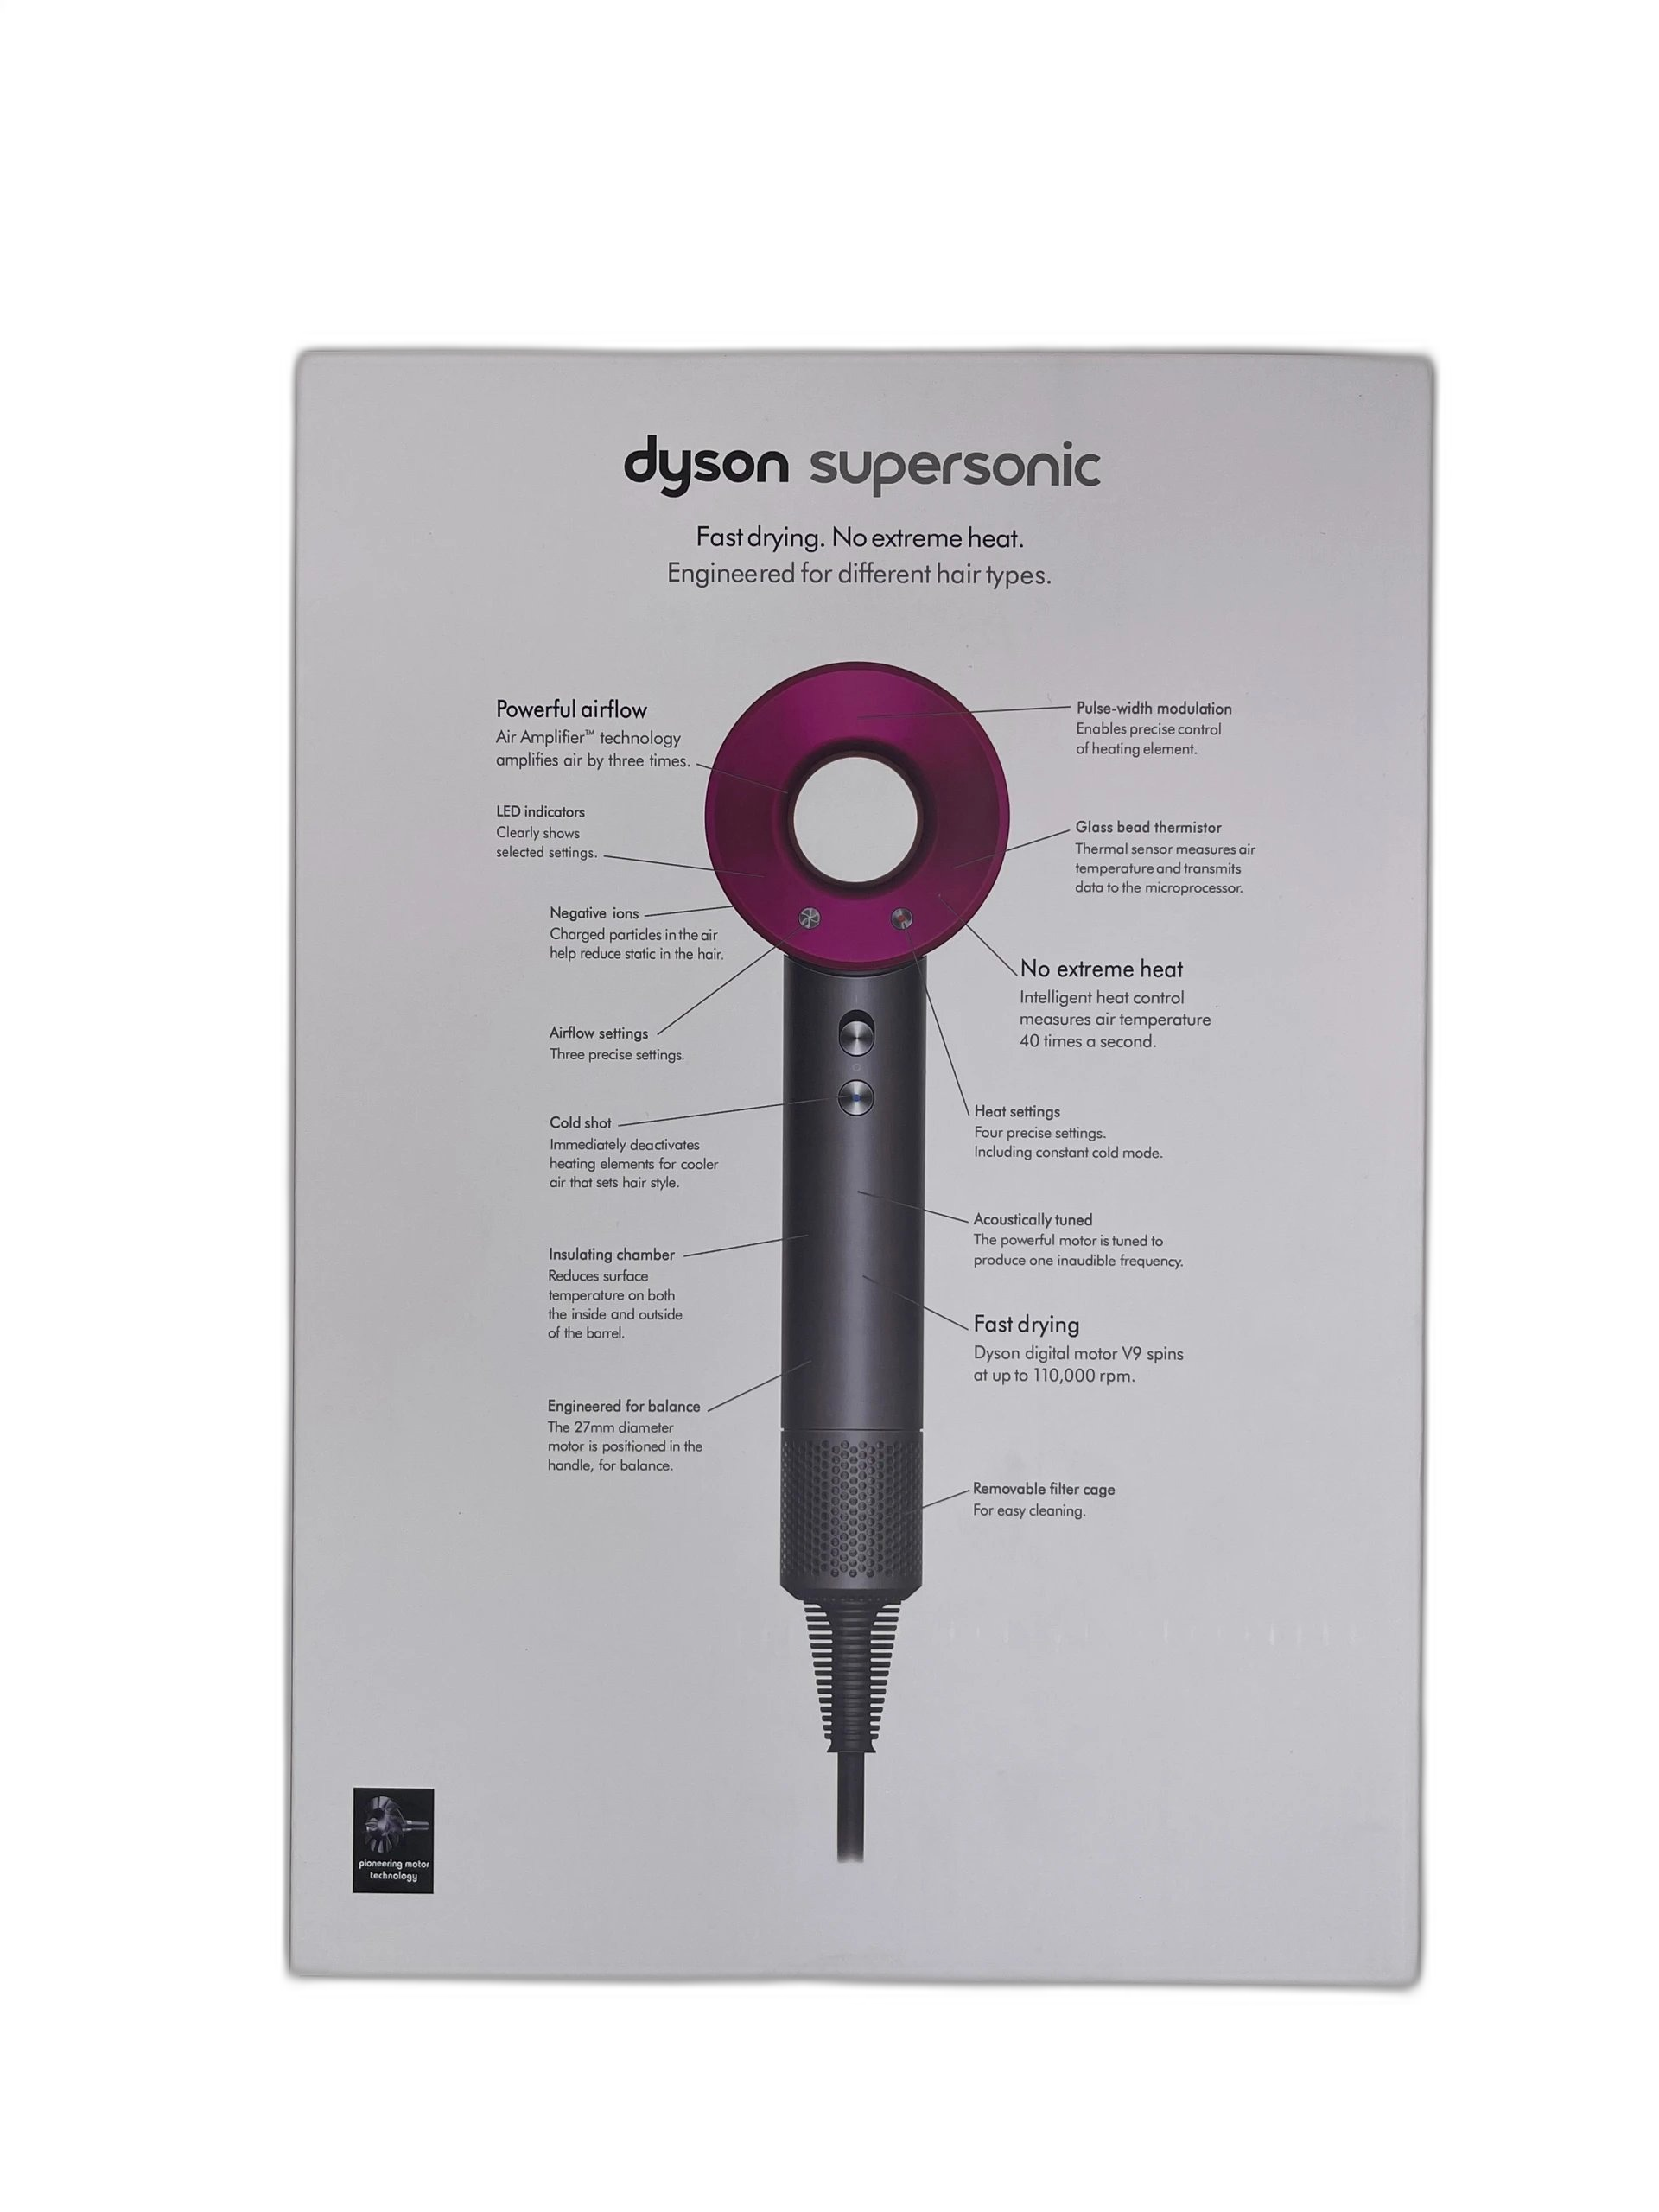 dyson supersonic
Fast drying. No extreme heat.
Engineered for different hair types.
Powerful airflow
Air Amplifier™ technology
amplifies air by three times.
LED indicators
Clearly shows
selected settings.
Negative ions
Charged particles in the air
help reduce static in the hair.
Airflow settings
Three precise settings.
Cold shot
Immediately deactivates
heating elements for cooler
air that sets hair style.
Insulating chamber
Reduces surface
temperature on both
the inside and outside
of the barrel.
Engineered for balance
The 27mm diameter
motor is positioned in the
handle, for balance.
Pulse-width modulation
Enables precise control
of heating element.
Glass bead thermistor
Thermal sensor measures air
temperature and transmits
data to the microprocessor.
No extreme heat
Intelligent heat control
measures air temperature
40 times a second.
Heat settings
Four precise settings.
Including constant cold mode.
Acoustically tuned
The powerful motor is tuned to
produce one inaudible frequency.
Fast drying
Dyson digital motor V9 spins
at up to 110,000 rpm.
Removable filter cage
For easy cleaning.
pioneering motor
technology